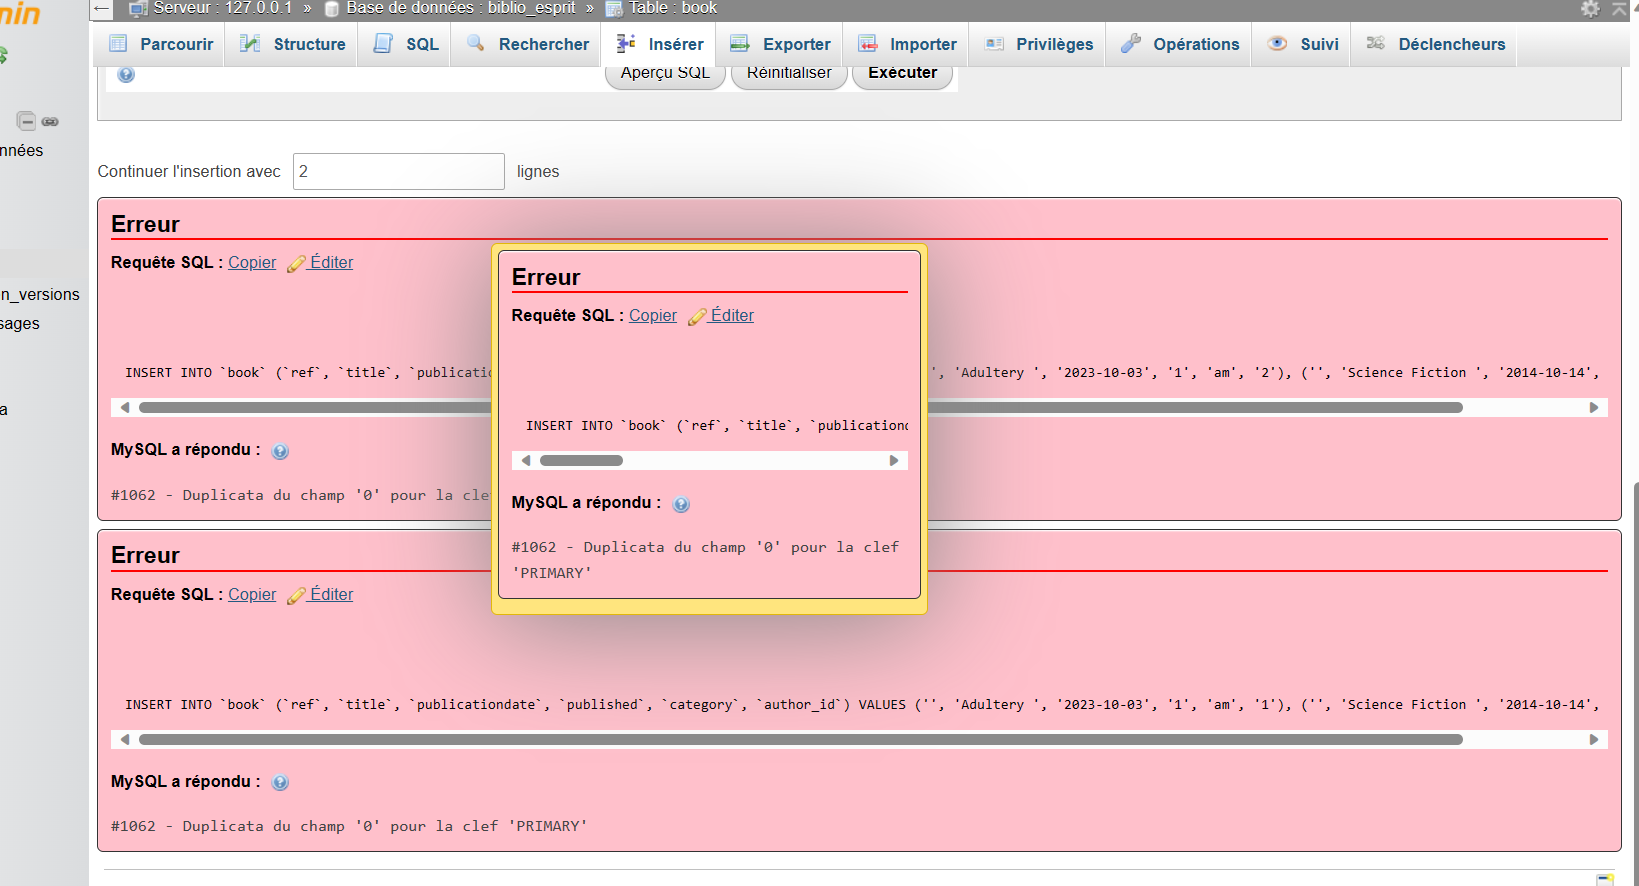 min
← Serveur : 127.0.0.1 » Base de données : biblio_esprit » Table : book
Parcourir Structure SQL Rechercher Insérer Exporter Importer Privilèges Opérations Suivi Déclencheurs
Aperçu SQL Réinitialiser Exécuter
nnées
n_versions
sages
a
Continuer l'insertion avec 2 lignes
Erreur
Requête SQL : Copier Éditer
INSERT INTO `book` (`ref`, `title`, `publicatio ', 'Adultery ', '2023-10-03', '1', 'am', '2'), ('', 'Science Fiction ', '2014-10-14',
MySQL a répondu :
#1062 - Duplicata du champ '0' pour la cle
Erreur
Requête SQL : Copier Éditer
INSERT INTO `book` (`ref`, `title`, `publicationd
MySQL a répondu :
#1062 - Duplicata du champ '0' pour la clef
'PRIMARY'
Erreur
Requête SQL : Copier Éditer
INSERT INTO `book` (`ref`, `title`, `publicationdate`, `published`, `category`, `author_id`) VALUES ('', 'Adultery ', '2023-10-03', '1', 'am', '1'), ('', 'Science Fiction ', '2014-10-14',
MySQL a répondu :
#1062 - Duplicata du champ '0' pour la clef 'PRIMARY'